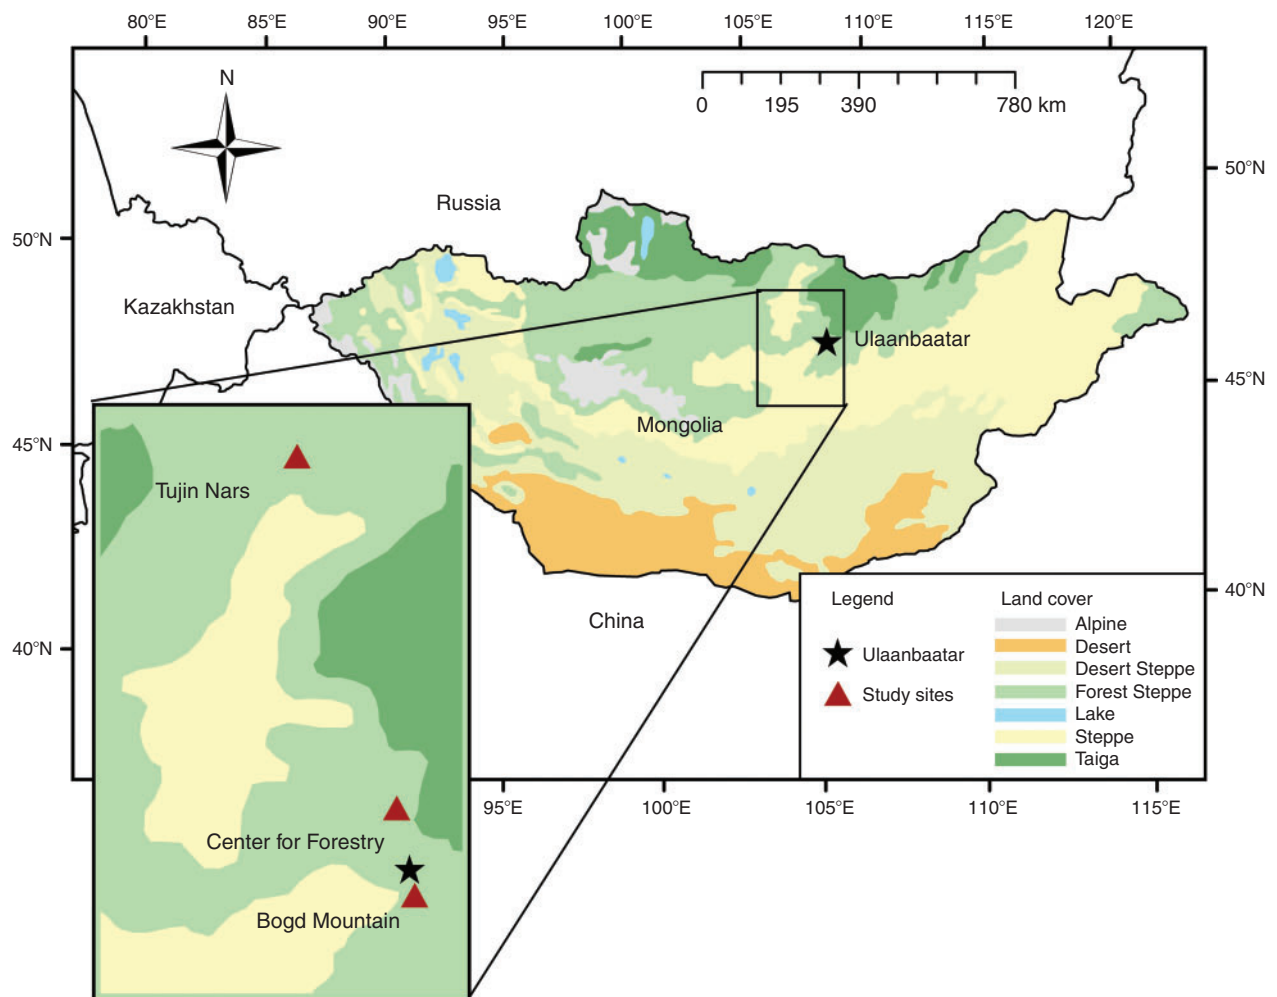 80°E 85°E 90°E 95°E 100°E 105°E 110°E 115°E 120°E
N
0 195 390 780 km
50°N
Russia
50°N
Kazakhstan
Ulaanbaatar
45°N
Mongolia
45°N
Tujin Nars
40°N
China
40°N
Legend
Ulaanbaatar
Study sites
Land cover
Alpine
Desert
Desert Steppe
Forest Steppe
Lake
Steppe
Taiga
95°E 100°E 105°E 110°E 115°E
Center for Forestry
Bogd Mountain